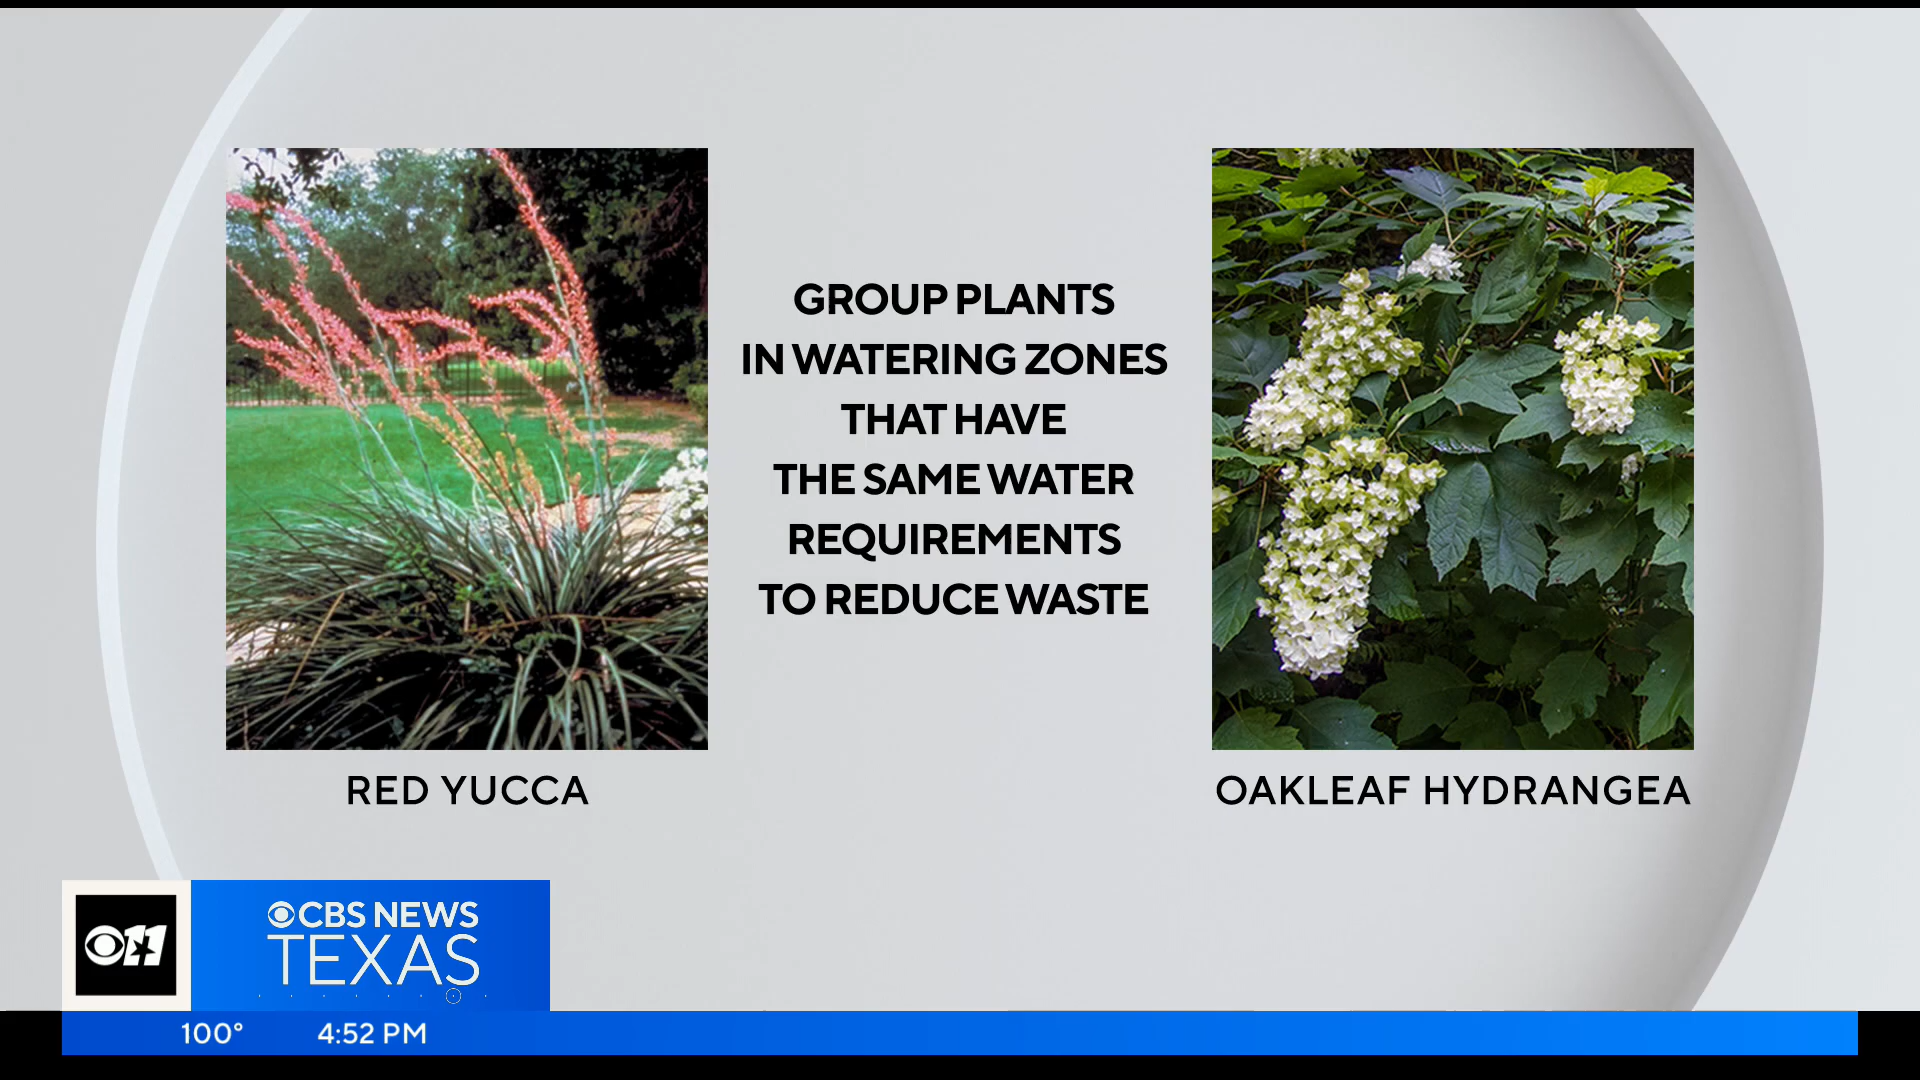 GROUP PLANTS
IN WATERING ZONES
THAT HAVE
THE SAME WATER
REQUIREMENTS
TO REDUCE WASTE
RED YUCCA
OAKLEAF HYDRANGEA
11
CBS NEWS
TEXAS
100° 4:52 PM